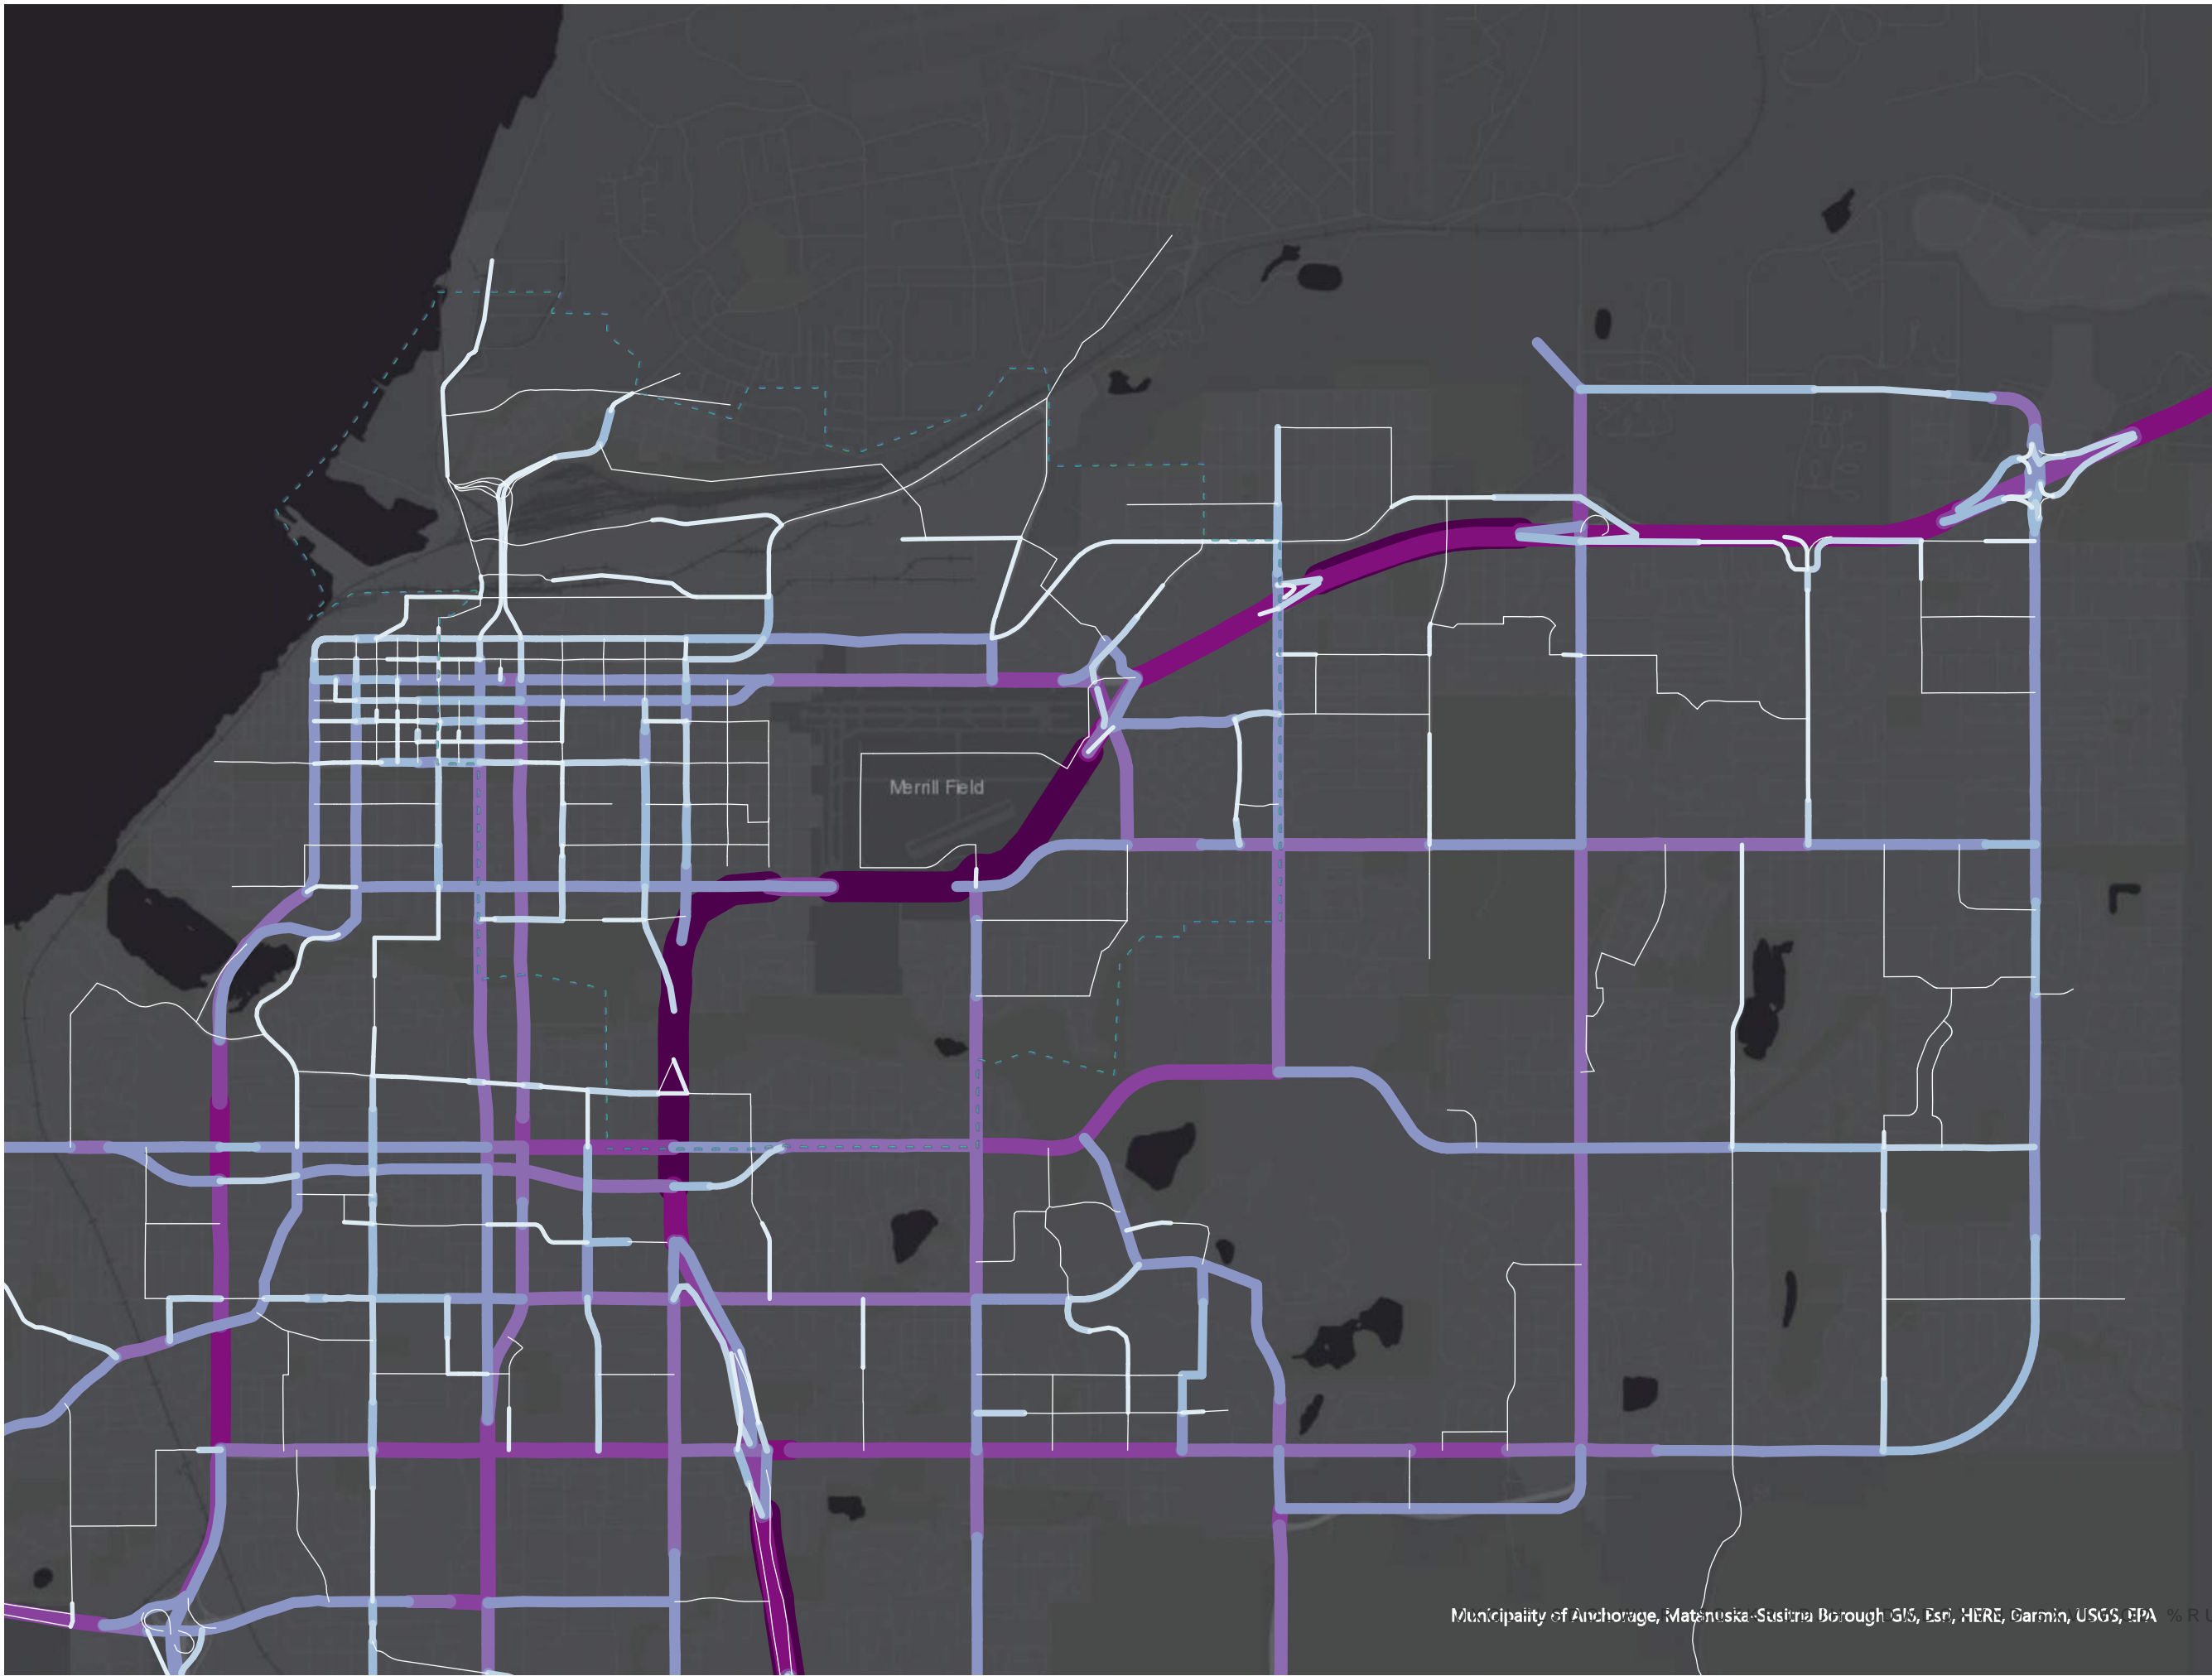 Merrill Field
Municipality of Anchorage, Matanuska-Susitna Borough GIS, Esri, HERE, Garmin, USGS, EPA